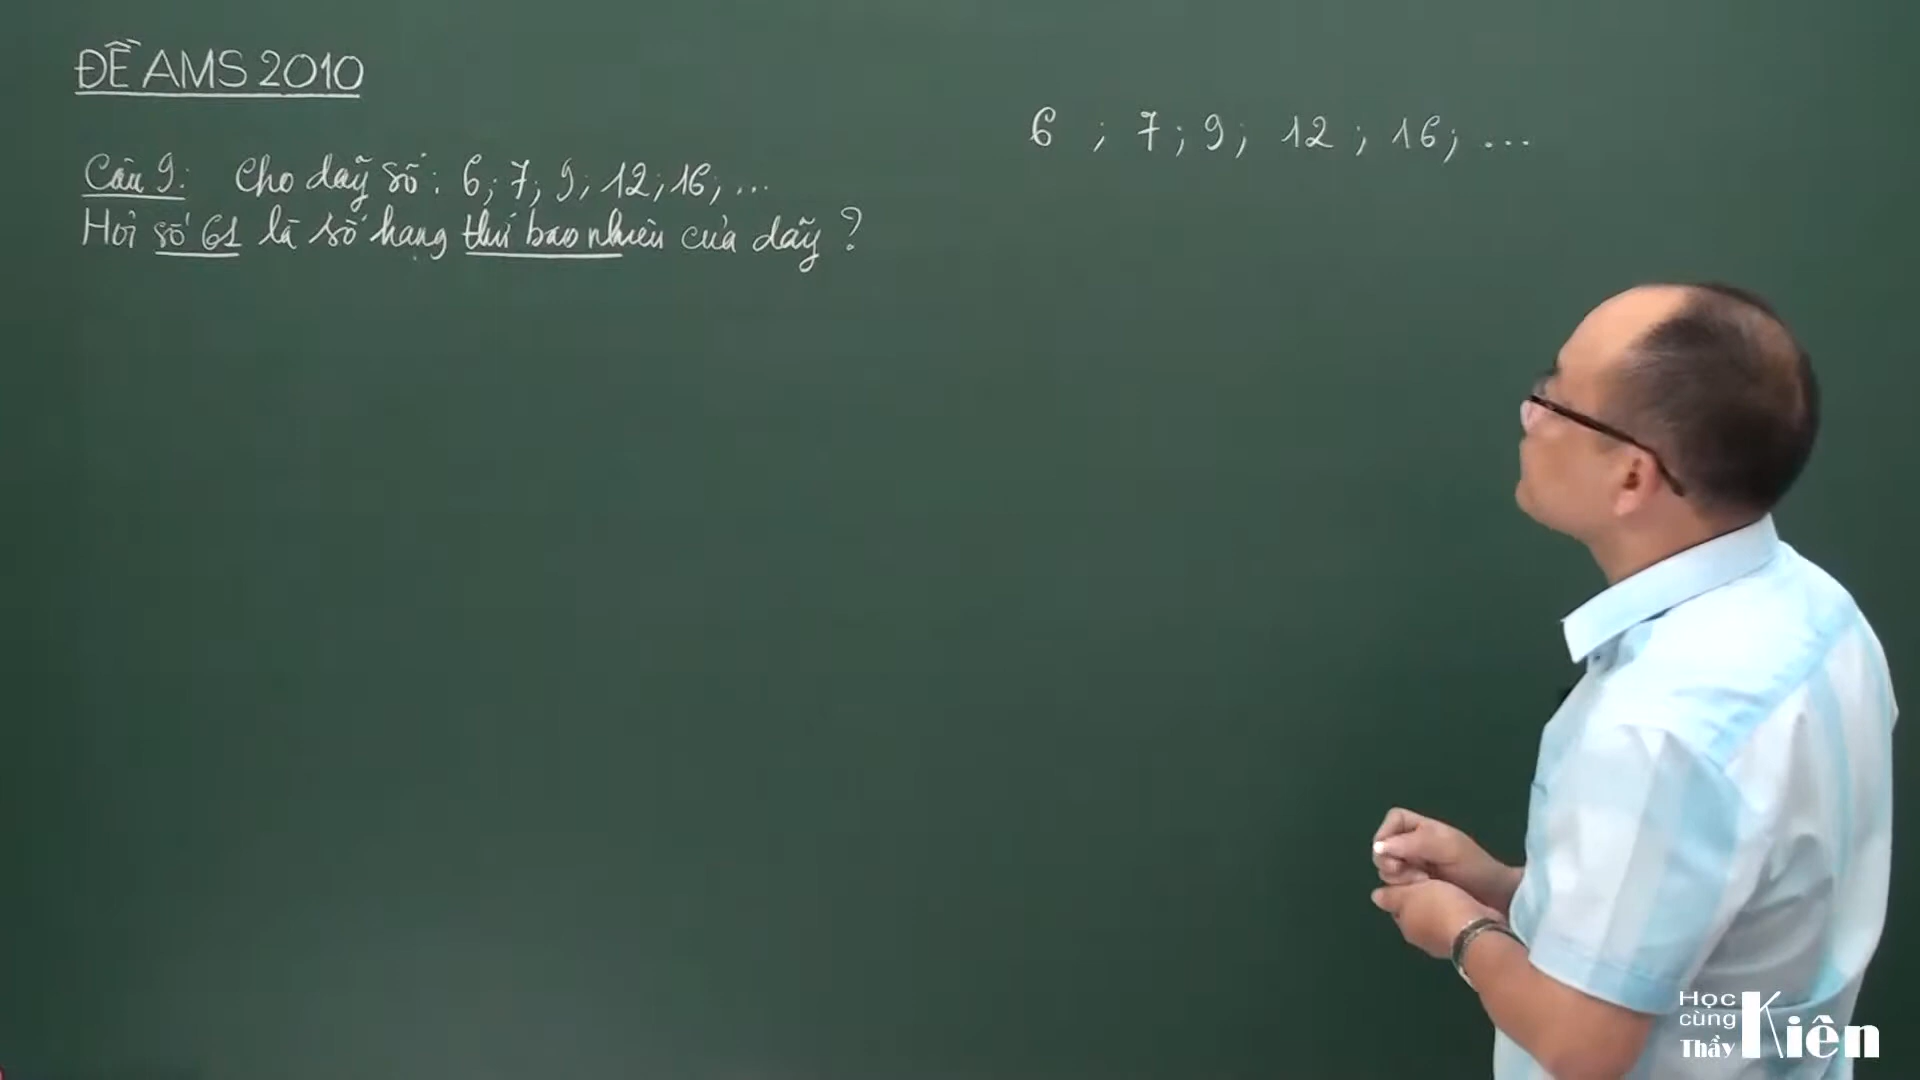 ĐỀ AMS 2010
Câu 9: Cho dãy số: 6; 7; 9; 12; 16; ...
Hỏi số 61 là số hạng thứ bao nhiêu của dãy?
6 ; 7 ; 9 ; 12 ; 16 ; ...
Học
cùng
Thầy Kiên